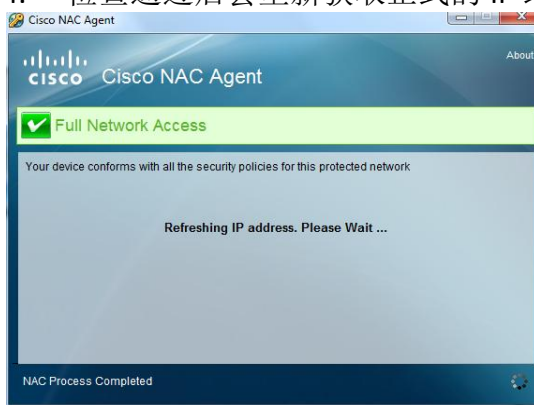 Cisco NAC Agent
About
CISCO Cisco NAC Agent
Full Network Access
Your device conforms with all the security policies for this protected network
Refreshing IP address. Please Wait ...
NAC Process Completed